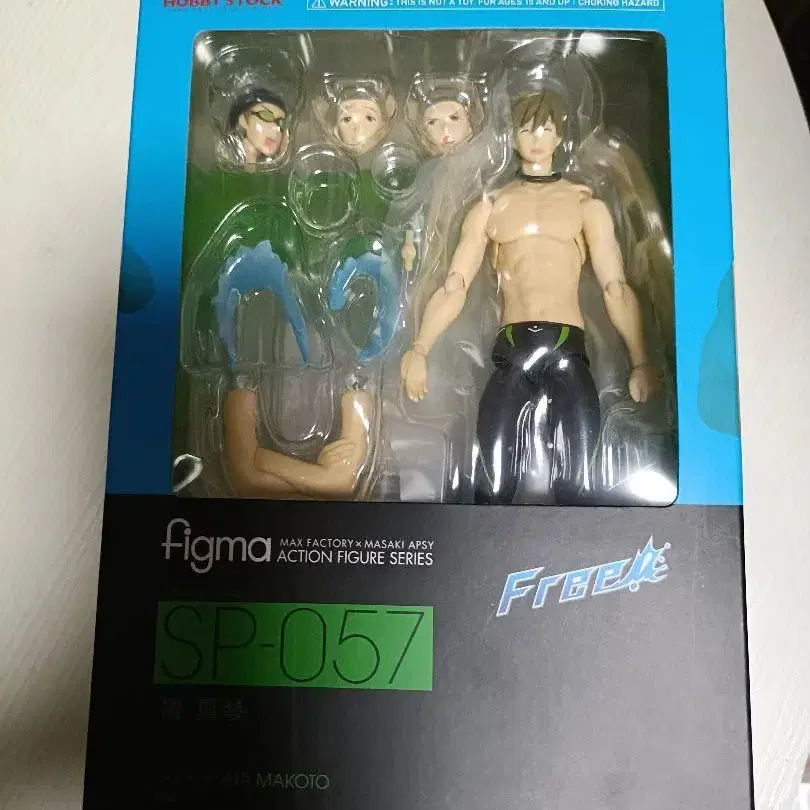 HOBBY STOCK
WARNING: THIS IS NOT A TOY. FOR AGES 15 AND UP / CHOKING HAZARD
figma MAX FACTORY × MASAKI APSY
ACTION FIGURE SERIES
Free!
SP-057
MAKOTO